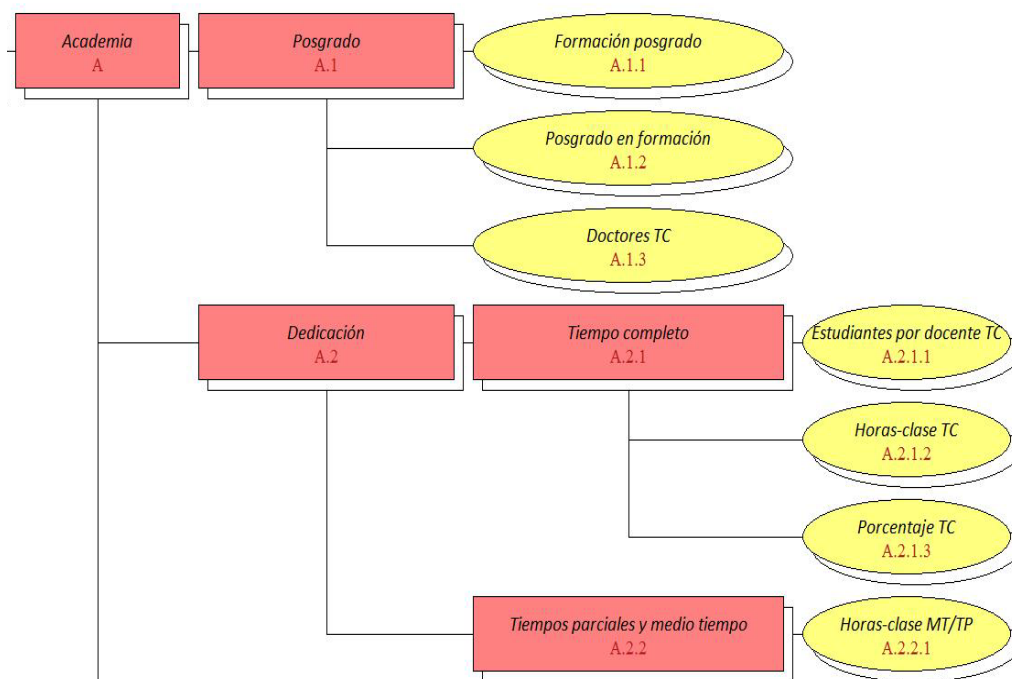 Academia
A
Posgrado
A.1
Formación posgrado
A.1.1
Posgrado en formación
A.1.2
Doctores TC
A.1.3
Dedicación
A.2
Tiempo completo
A.2.1
Estudiantes por docente TC
A.2.1.1
Horas-clase TC
A.2.1.2
Porcentaje TC
A.2.1.3
Tiempos parciales y medio tiempo
A.2.2
Horas-clase MT/TP
A.2.2.1